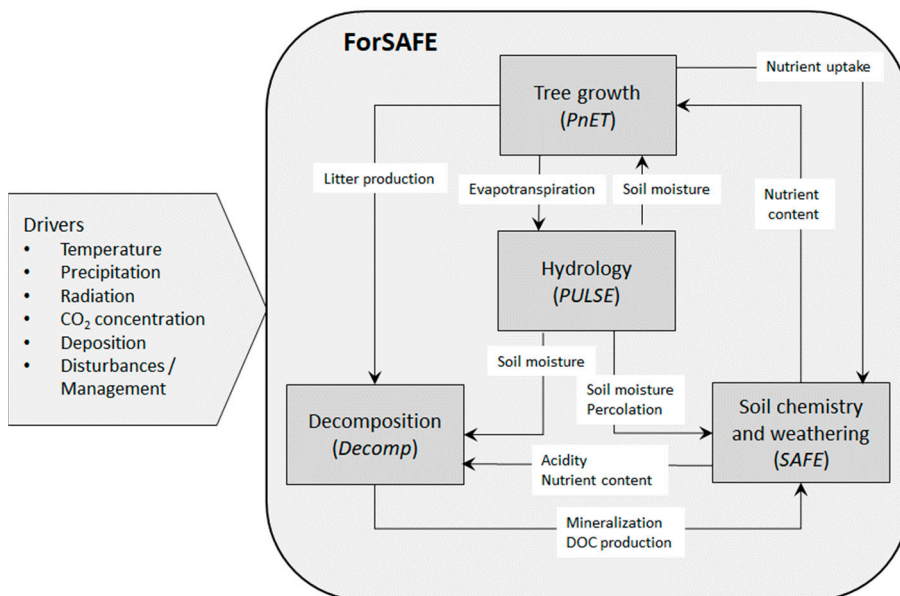 ForSAFE
Nutrient uptake
Tree growth
(PnET)
Litter production
Evapotranspiration
Soil moisture
Nutrient
content
Drivers
• Temperature
• Precipitation
• Radiation
• CO₂ concentration
• Deposition
• Disturbances /
Management
Hydrology
(PULSE)
Soil moisture
Soil moisture
Percolation
Decomposition
(Decomp)
Soil chemistry
and weathering
(SAFE)
Acidity
Nutrient content
Mineralization
DOC production